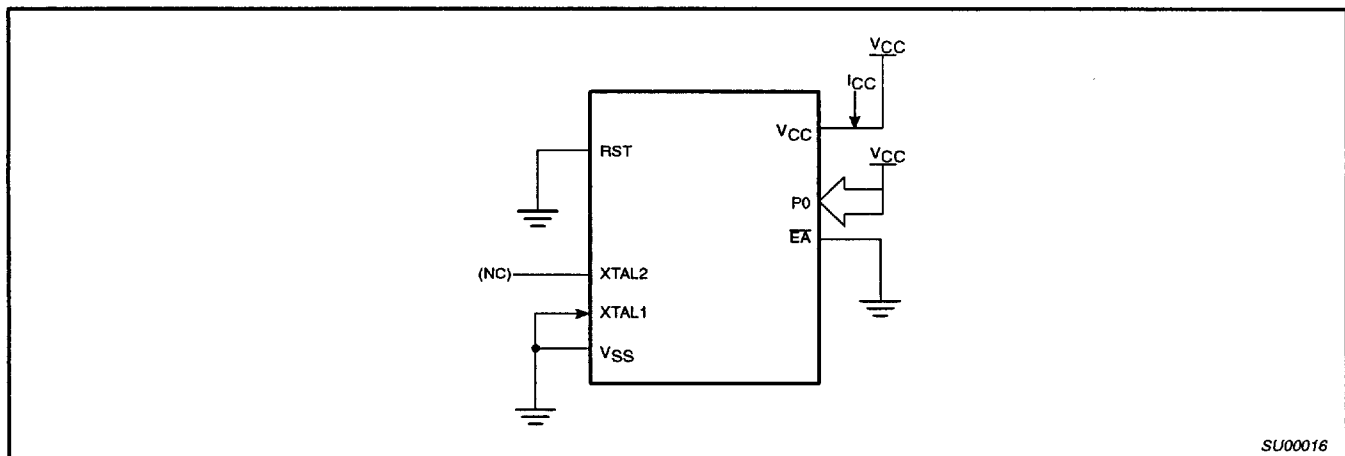 VCC
ICC
VCC
RST
VCC
P0
EA
(NC)
XTAL2
XTAL1
VSS
SU00016